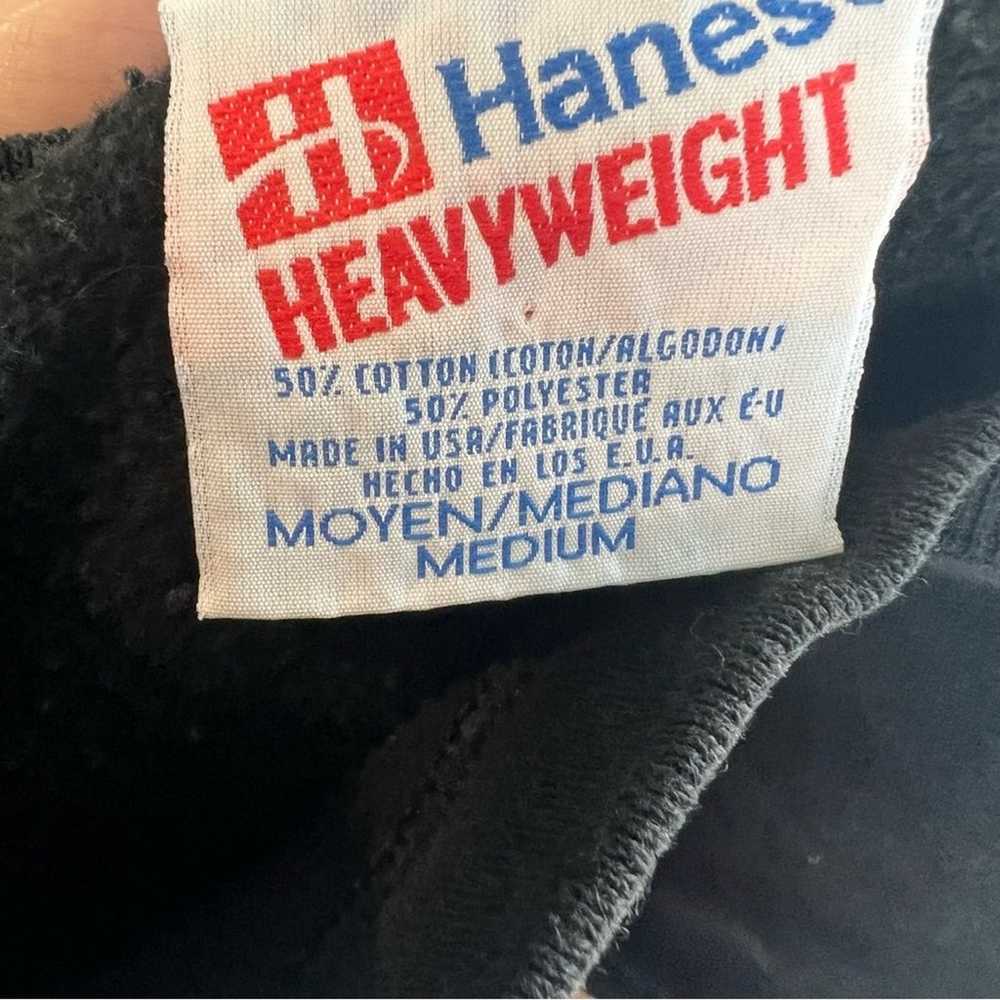 Hanes
HEAVYWEIGHT
50% COTTON (COTON/ALGODON)
50% POLYESTER
MADE IN USA/FABRIQUE AUX É-U
HECHO EN LOS E.U.A.
MOYEN/MEDIANO
MEDIUM